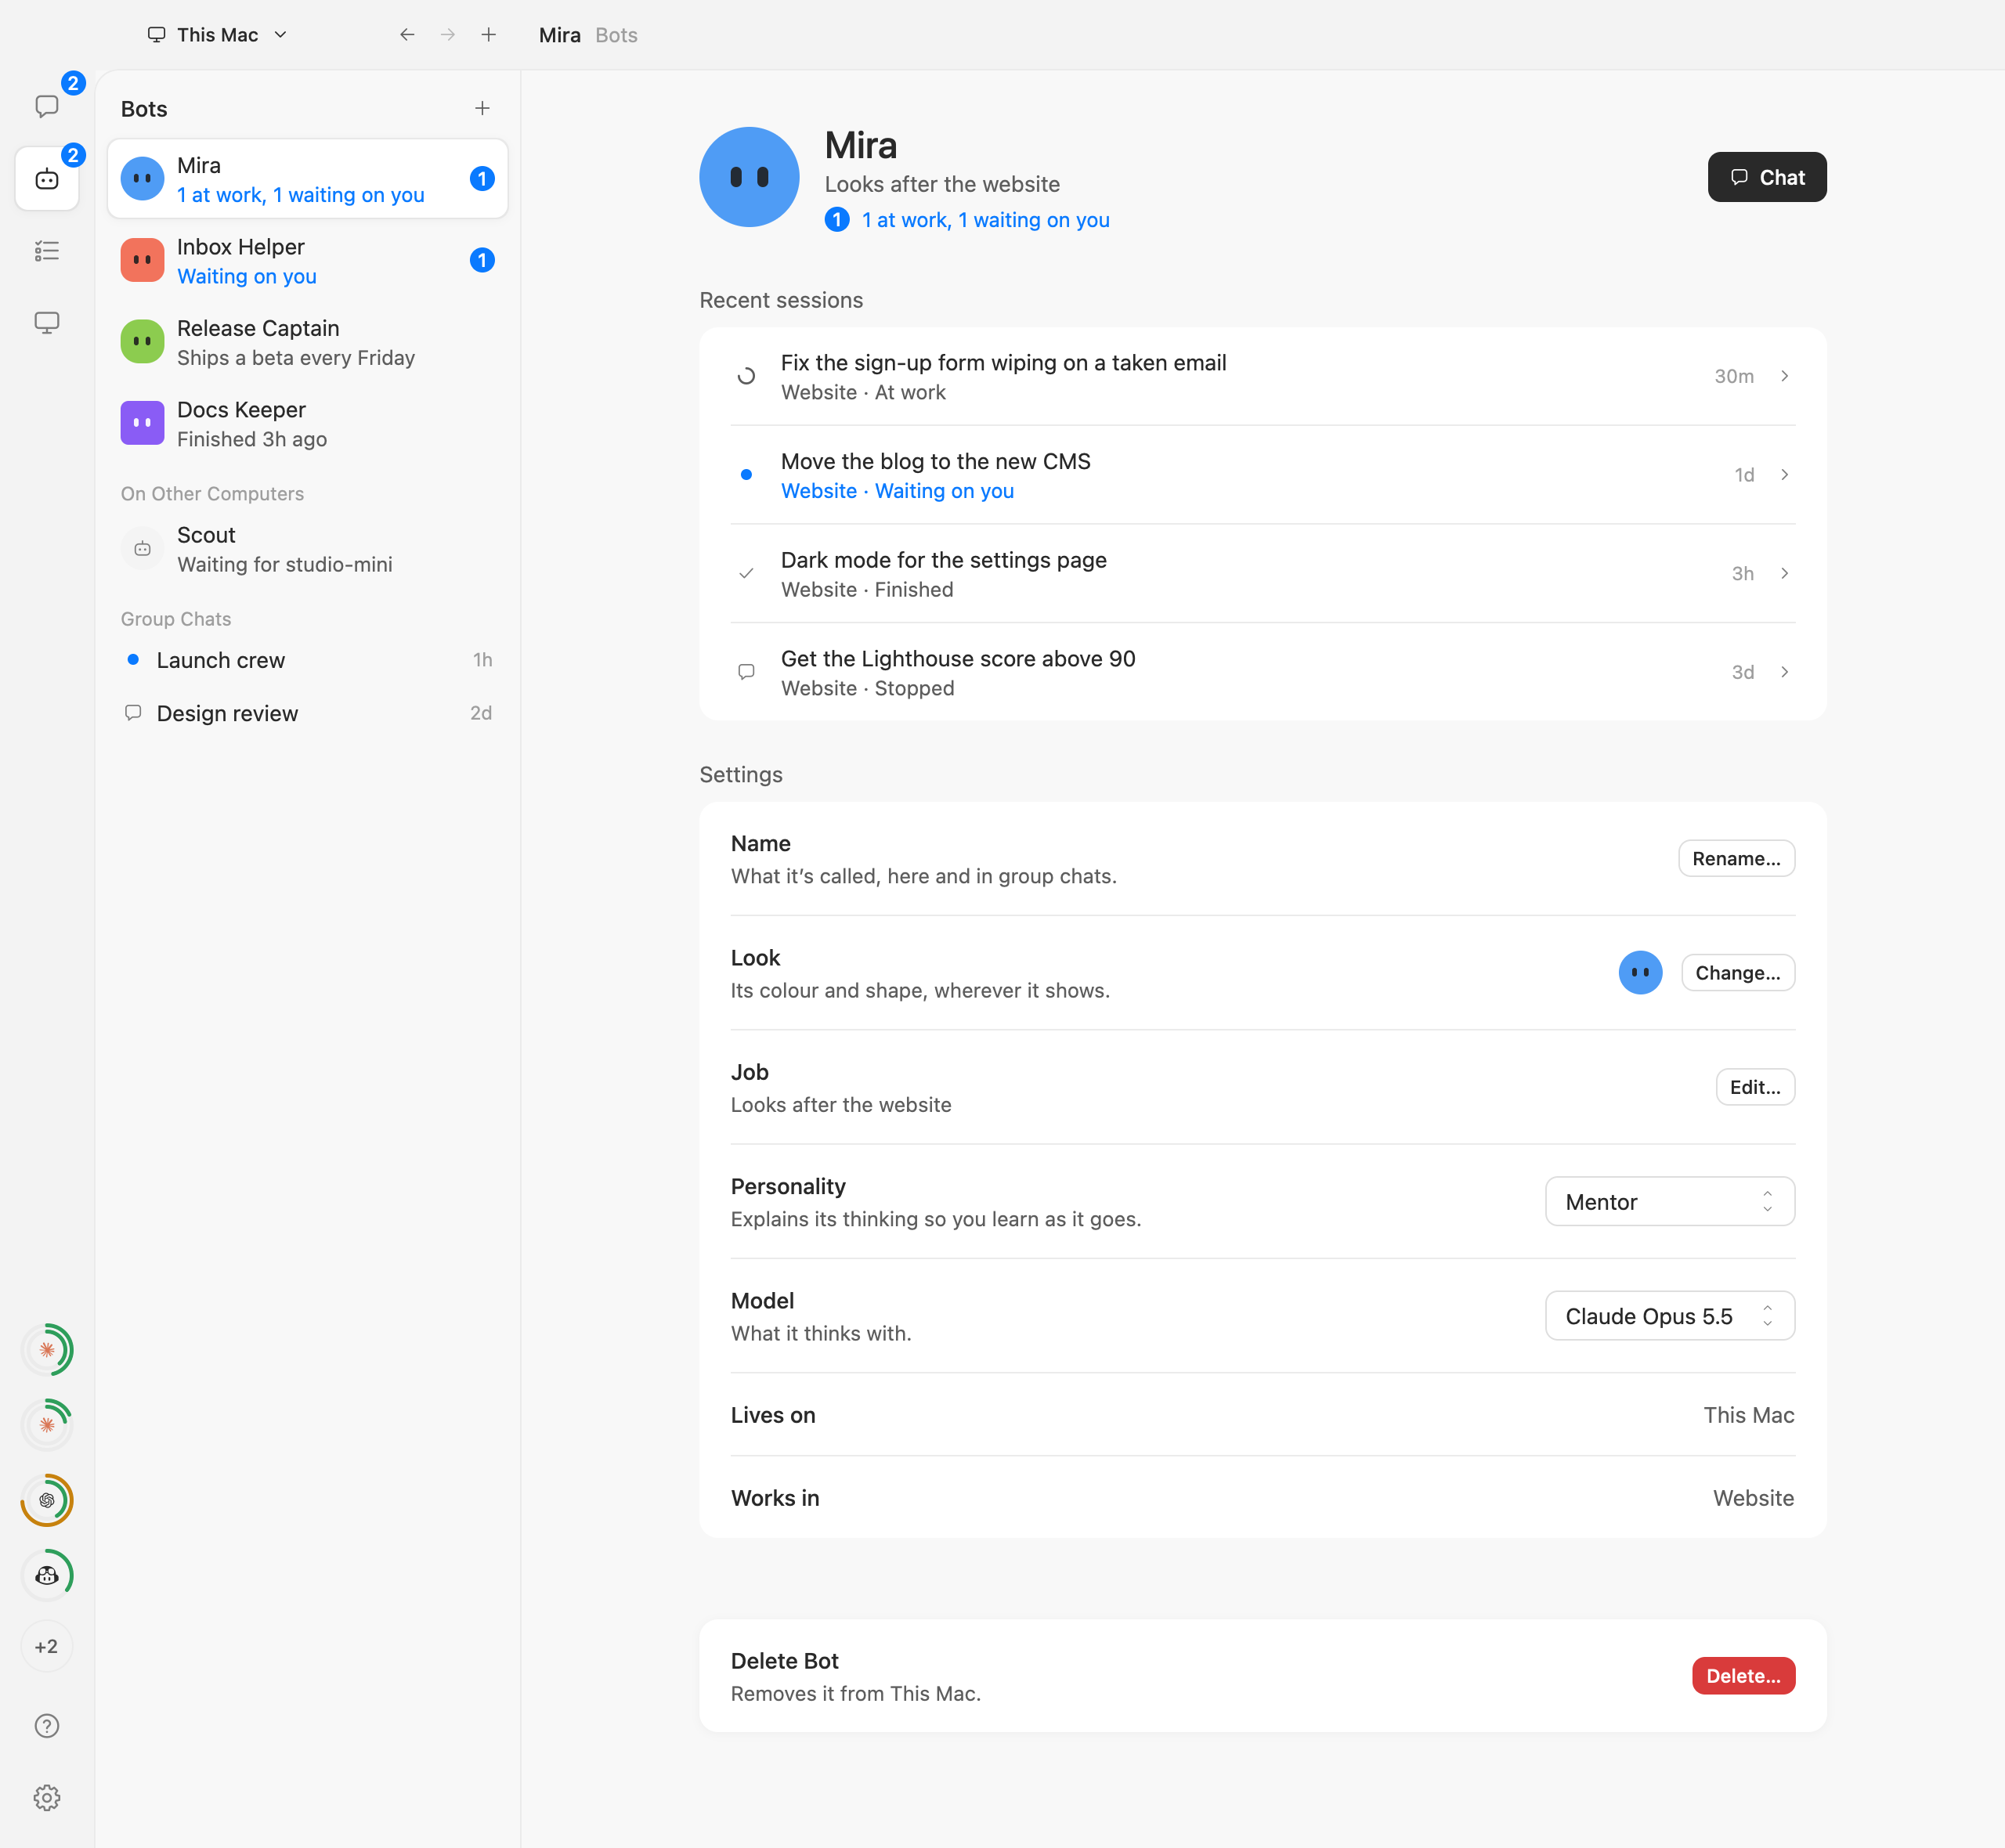 This Mac
Mira Bots
2
2
Bots
Mira
1 at work, 1 waiting on you
1
Inbox Helper
Waiting on you
1
Release Captain
Ships a beta every Friday
Docs Keeper
Finished 3h ago
On Other Computers
Scout
Waiting for studio-mini
Group Chats
Launch crew
1h
Design review
2d
+2
Mira
Looks after the website
1 1 at work, 1 waiting on you
Chat
Recent sessions
Fix the sign-up form wiping on a taken email
Website · At work
30m
Move the blog to the new CMS
Website · Waiting on you
1d
Dark mode for the settings page
Website · Finished
3h
Get the Lighthouse score above 90
Website · Stopped
3d
Settings
Name
What it’s called, here and in group chats.
Rename...
Look
Its colour and shape, wherever it shows.
Change...
Job
Looks after the website
Edit...
Personality
Explains its thinking so you learn as it goes.
Mentor
Model
What it thinks with.
Claude Opus 5.5
Lives on
This Mac
Works in
Website
Delete Bot
Removes it from This Mac.
Delete...